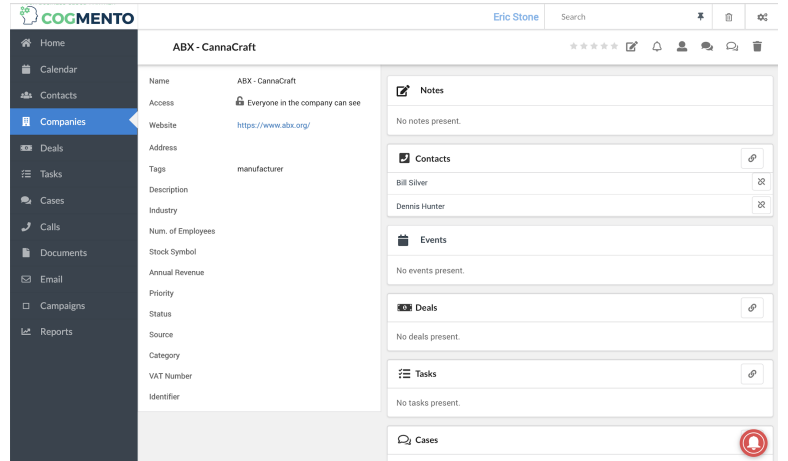 COGMENTO
Eric Stone
Search
Home
Calendar
Contacts
Companies
Deals
Tasks
Cases
Calls
Documents
Email
Campaigns
Reports
ABX - CannaCraft
Name ABX - CannaCraft
Access Everyone in the company can see
Website https://www.abx.org/
Address
Tags manufacturer
Description
Industry
Num. of Employees
Stock Symbol
Annual Revenue
Priority
Status
Source
Category
VAT Number
Identifier
Notes
No notes present.
Contacts
Bill Silver
Dennis Hunter
Events
No events present.
Deals
No deals present.
Tasks
No tasks present.
Cases